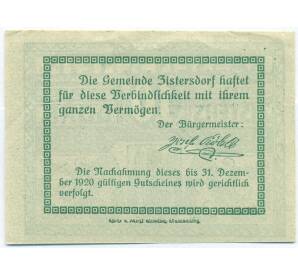 Die Gemeinde Zistersdorf haftet
für diese Verbindlichkeit mit ihrem
ganzen Vermögen.
Der Bürgermeister:
Die Nachahmung dieses bis 31. Dezem-
ber 1920 gültigen Gutscheines wird gerichtlich
verfolgt.